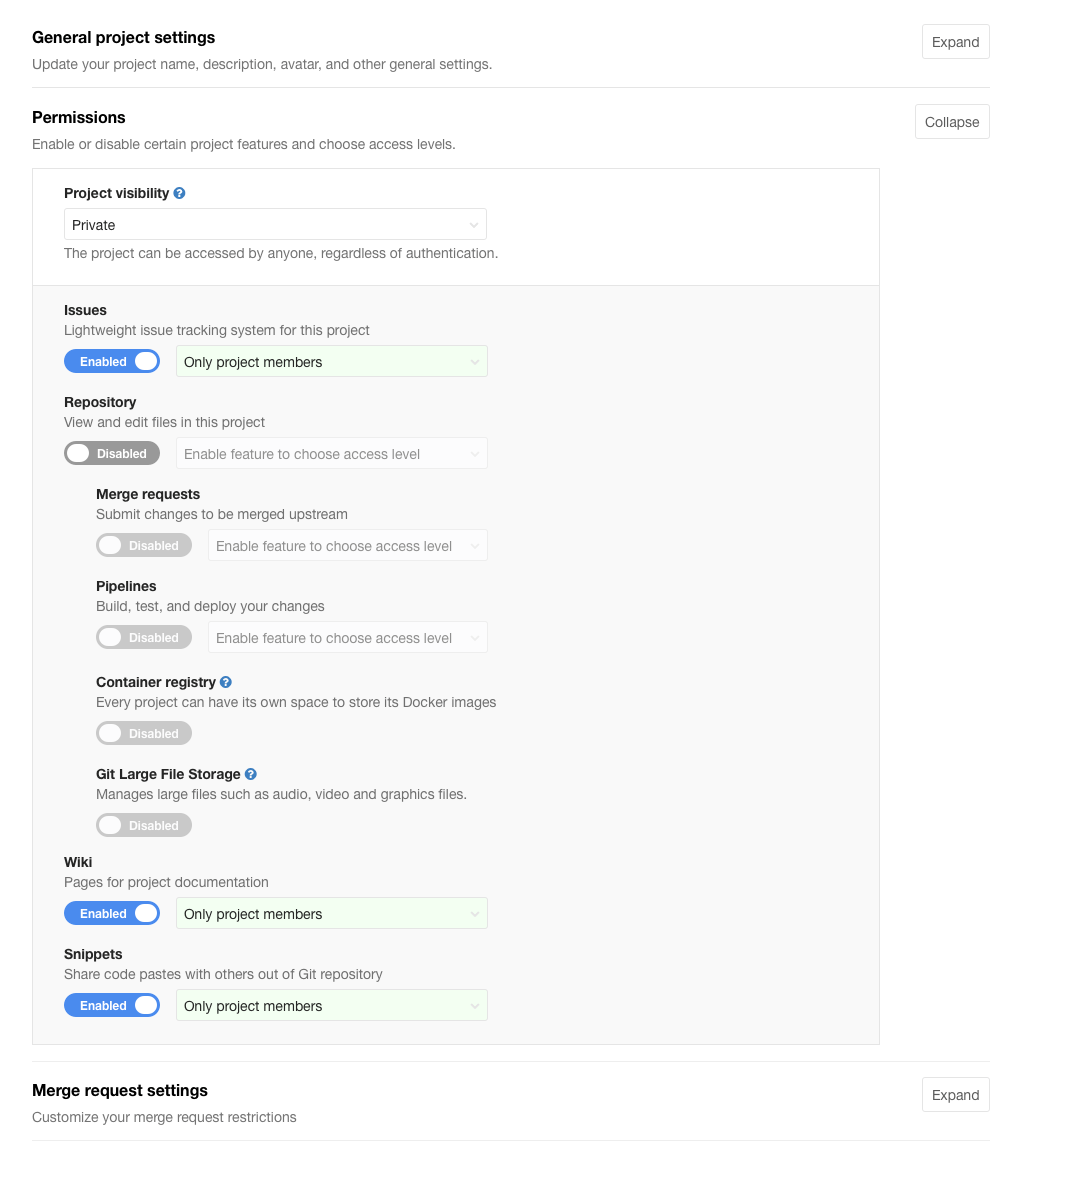 General project settings
Expand
Update your project name, description, avatar, and other general settings.
Permissions
Collapse
Enable or disable certain project features and choose access levels.
Project visibility ?
Private
The project can be accessed by anyone, regardless of authentication.
Issues
Lightweight issue tracking system for this project
Enabled Only project members
Repository
View and edit files in this project
Disabled Enable feature to choose access level
Merge requests
Submit changes to be merged upstream
Disabled Enable feature to choose access level
Pipelines
Build, test, and deploy your changes
Disabled Enable feature to choose access level
Container registry ?
Every project can have its own space to store its Docker images
Disabled
Git Large File Storage ?
Manages large files such as audio, video and graphics files.
Disabled
Wiki
Pages for project documentation
Enabled Only project members
Snippets
Share code pastes with others out of Git repository
Enabled Only project members
Merge request settings
Expand
Customize your merge request restrictions